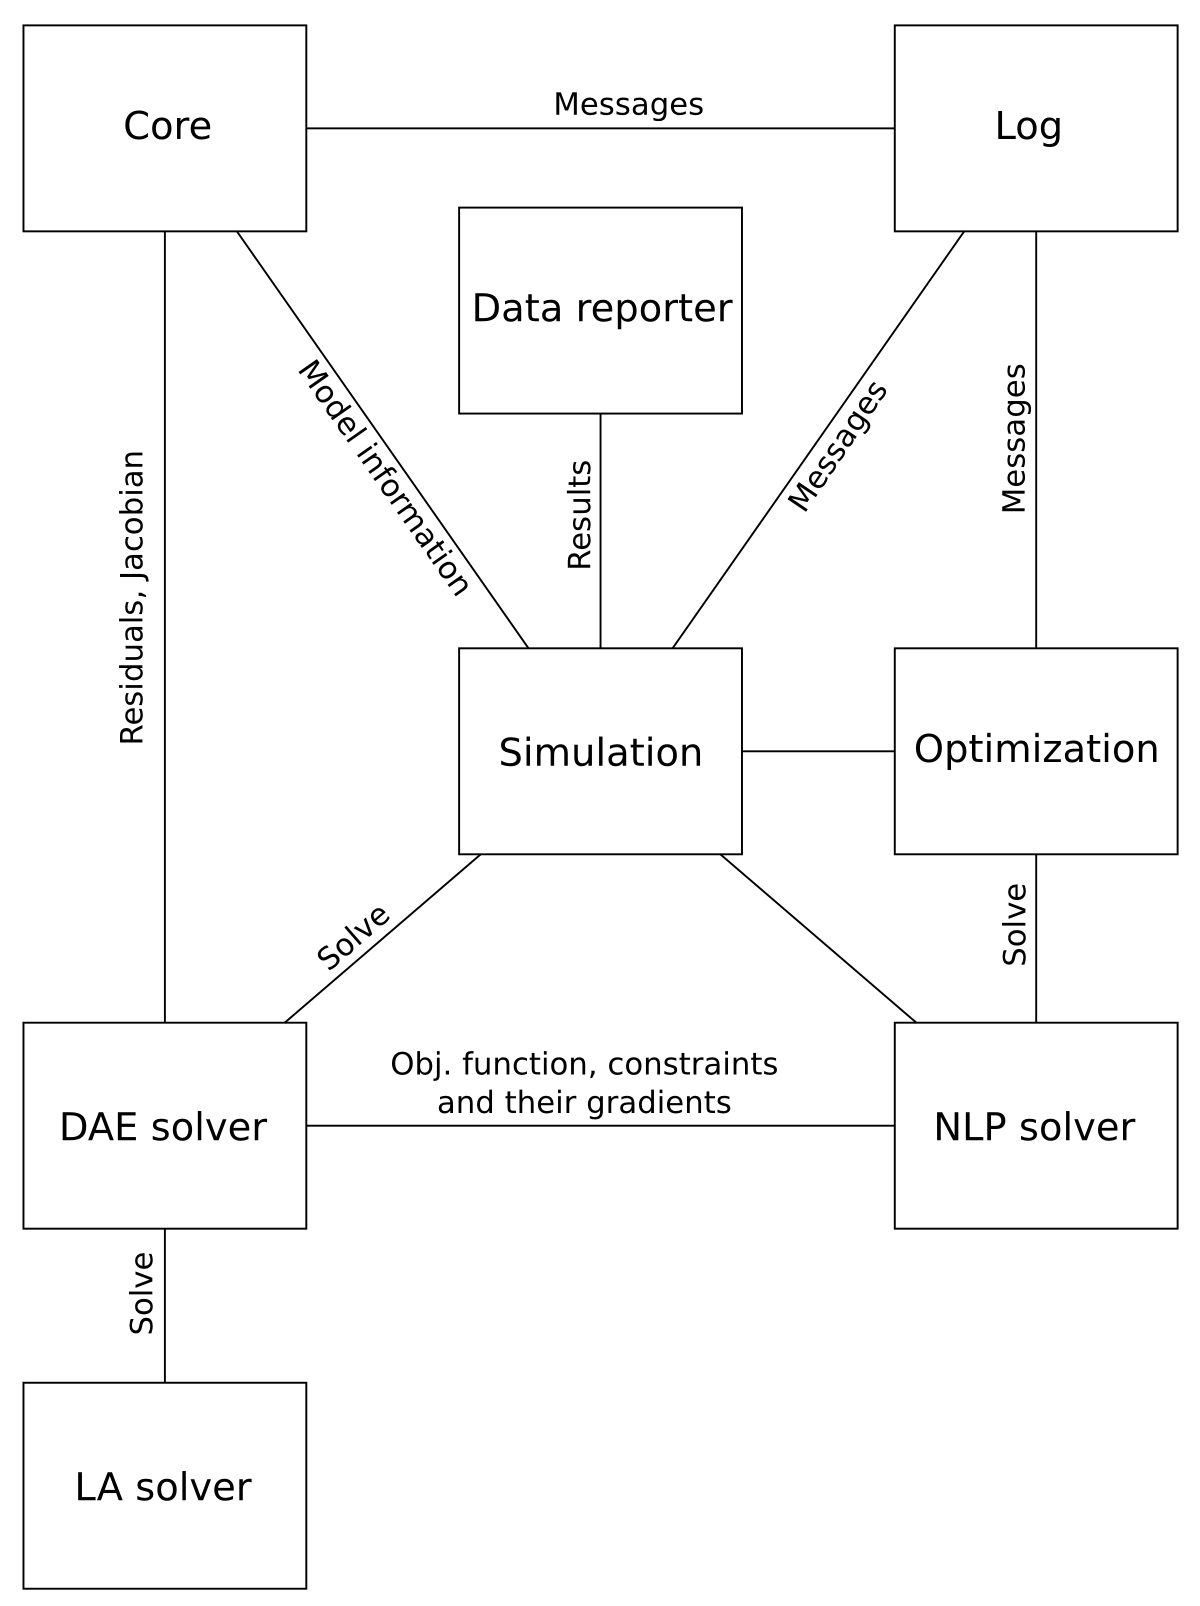 Messages
Core
Log
Data reporter
Model information
Messages
Messages
Results
Residuals, Jacobian
Simulation
Optimization
Solve
Solve
Obj. function, constraints
and their gradients
DAE solver
NLP solver
Solve
LA solver